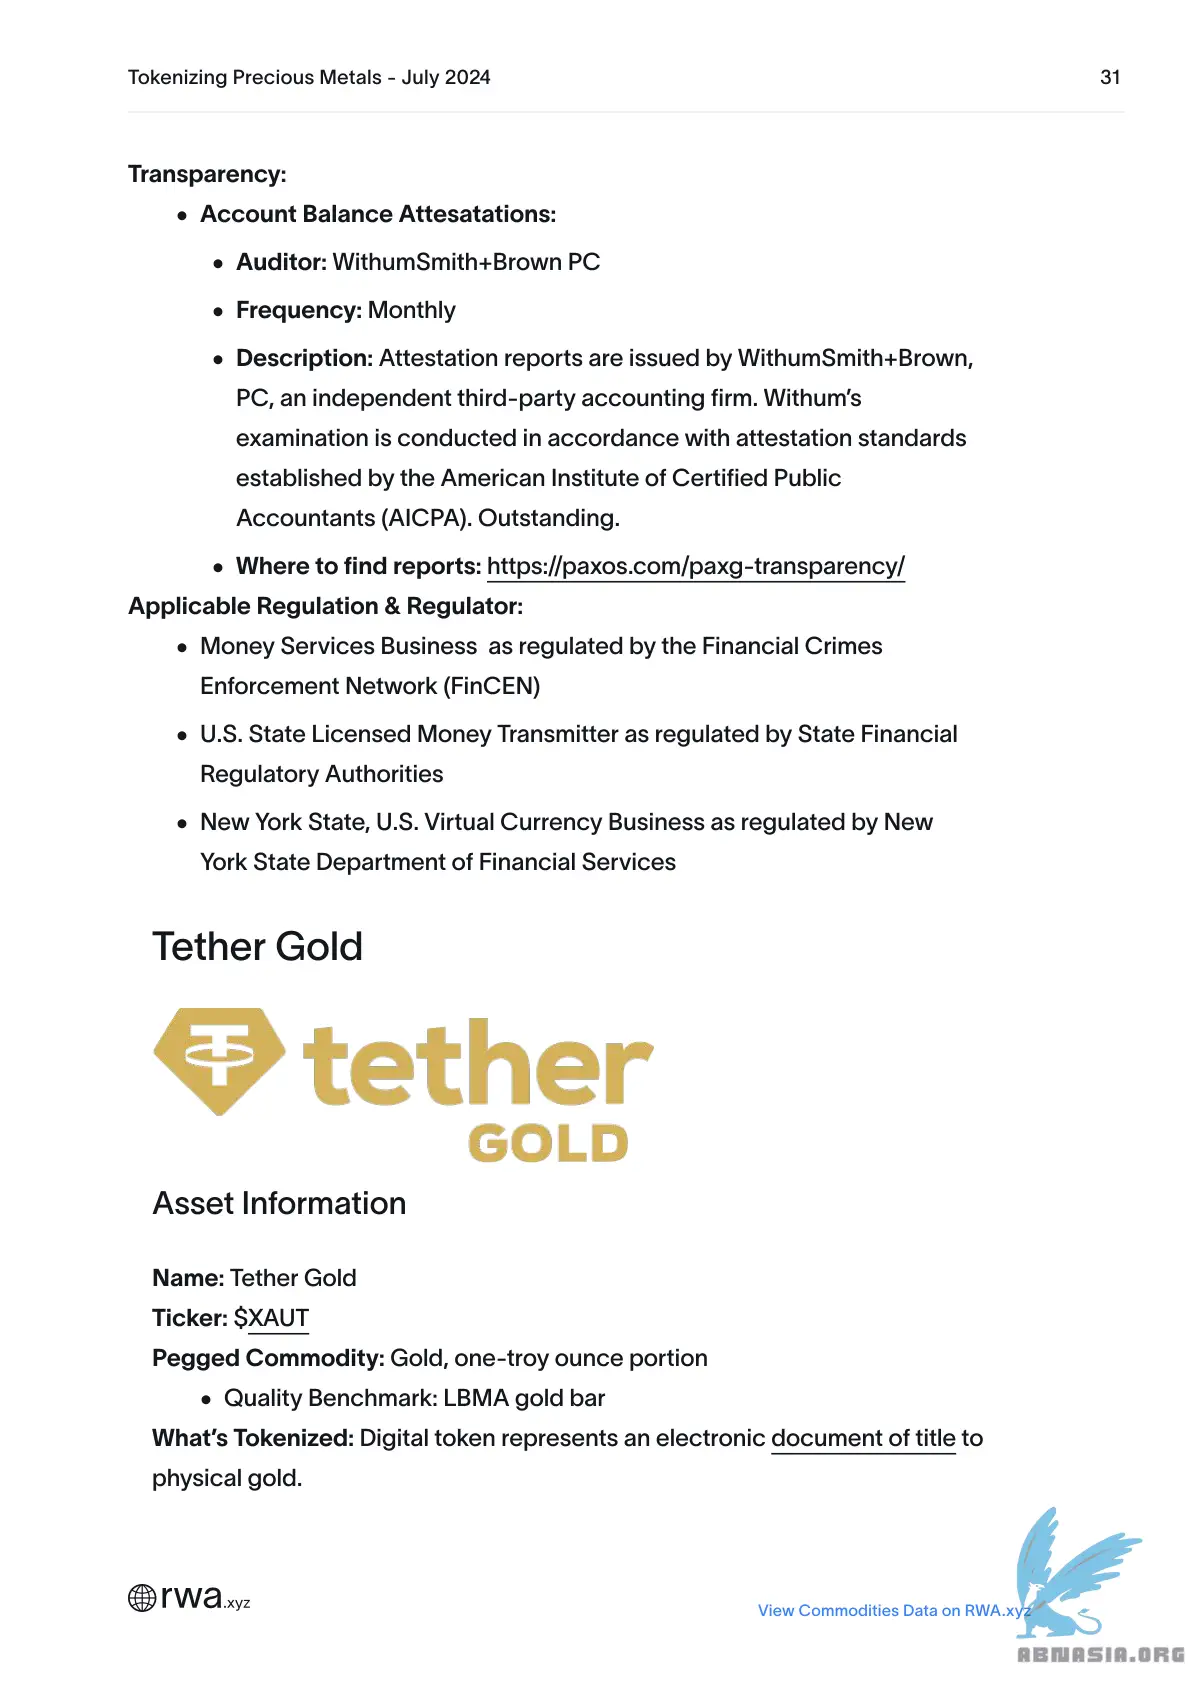 Tokenizing Precious Metals - July 2024 31
Transparency:
• Account Balance Attesatations:
• Auditor: WithumSmith+Brown PC
• Frequency: Monthly
• Description: Attestation reports are issued by WithumSmith+Brown,
PC, an independent third-party accounting firm. Withum's
examination is conducted in accordance with attestation standards
established by the American Institute of Certified Public
Accountants (AICPA). Outstanding.
• Where to find reports: https://paxos.com/paxg-transparency/
Applicable Regulation & Regulator:
• Money Services Business  as regulated by the Financial Crimes
Enforcement Network (FinCEN)
• U.S. State Licensed Money Transmitter as regulated by State Financial
Regulatory Authorities
• New York State, U.S. Virtual Currency Business as regulated by New
York State Department of Financial Services
Tether Gold
tether
GOLD
Asset Information
Name: Tether Gold
Ticker: $XAUT
Pegged Commodity: Gold, one-troy ounce portion
• Quality Benchmark: LBMA gold bar
What's Tokenized: Digital token represents an electronic document of title to
physical gold.
rwa.xyz
View Commodities Data on RWA.xyz
ABNASIA.ORG